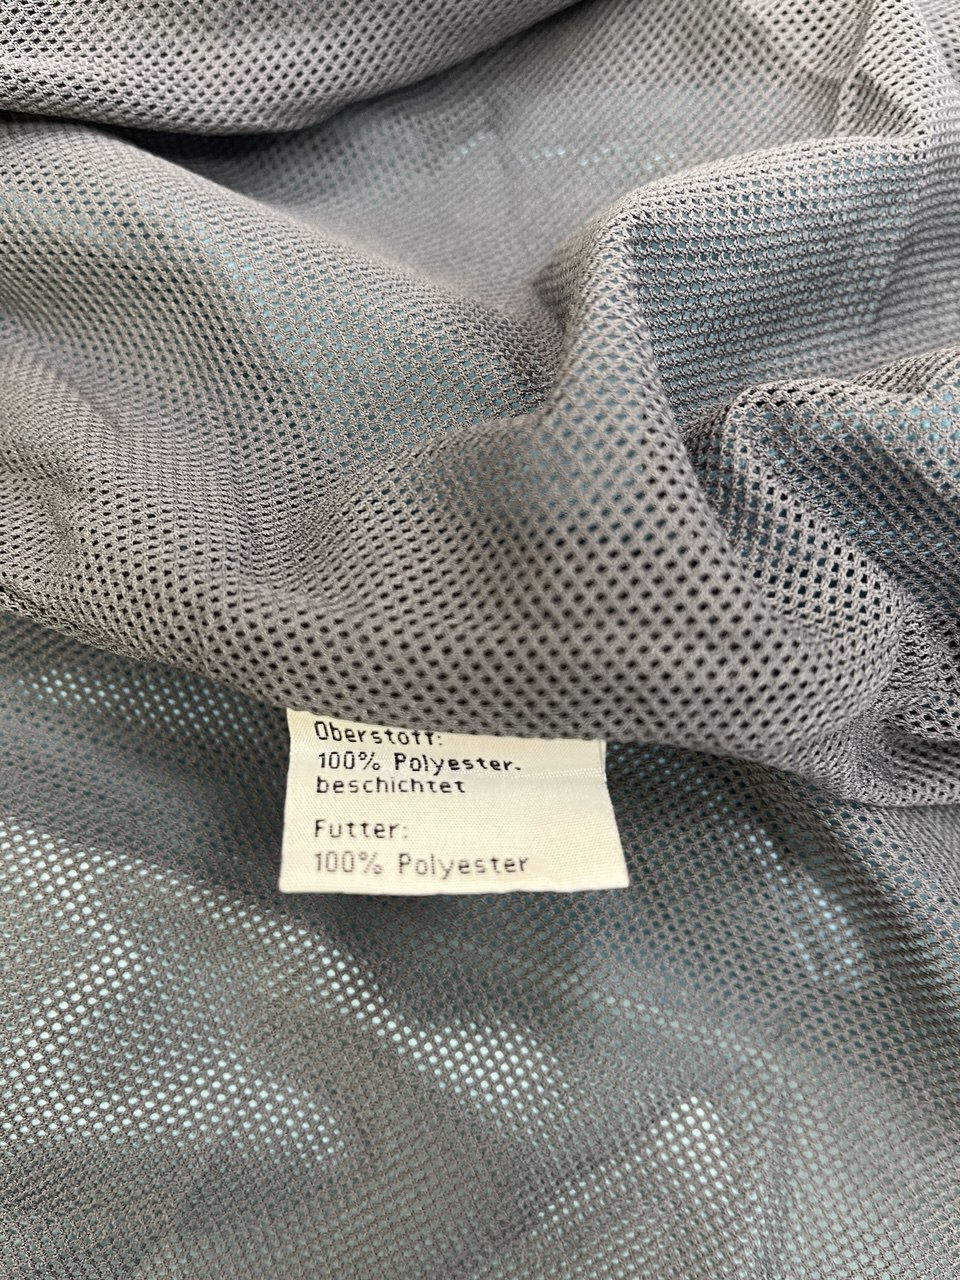 Oberstoff:
100% Polyester.
beschichtet
Futter:
100% Polyester